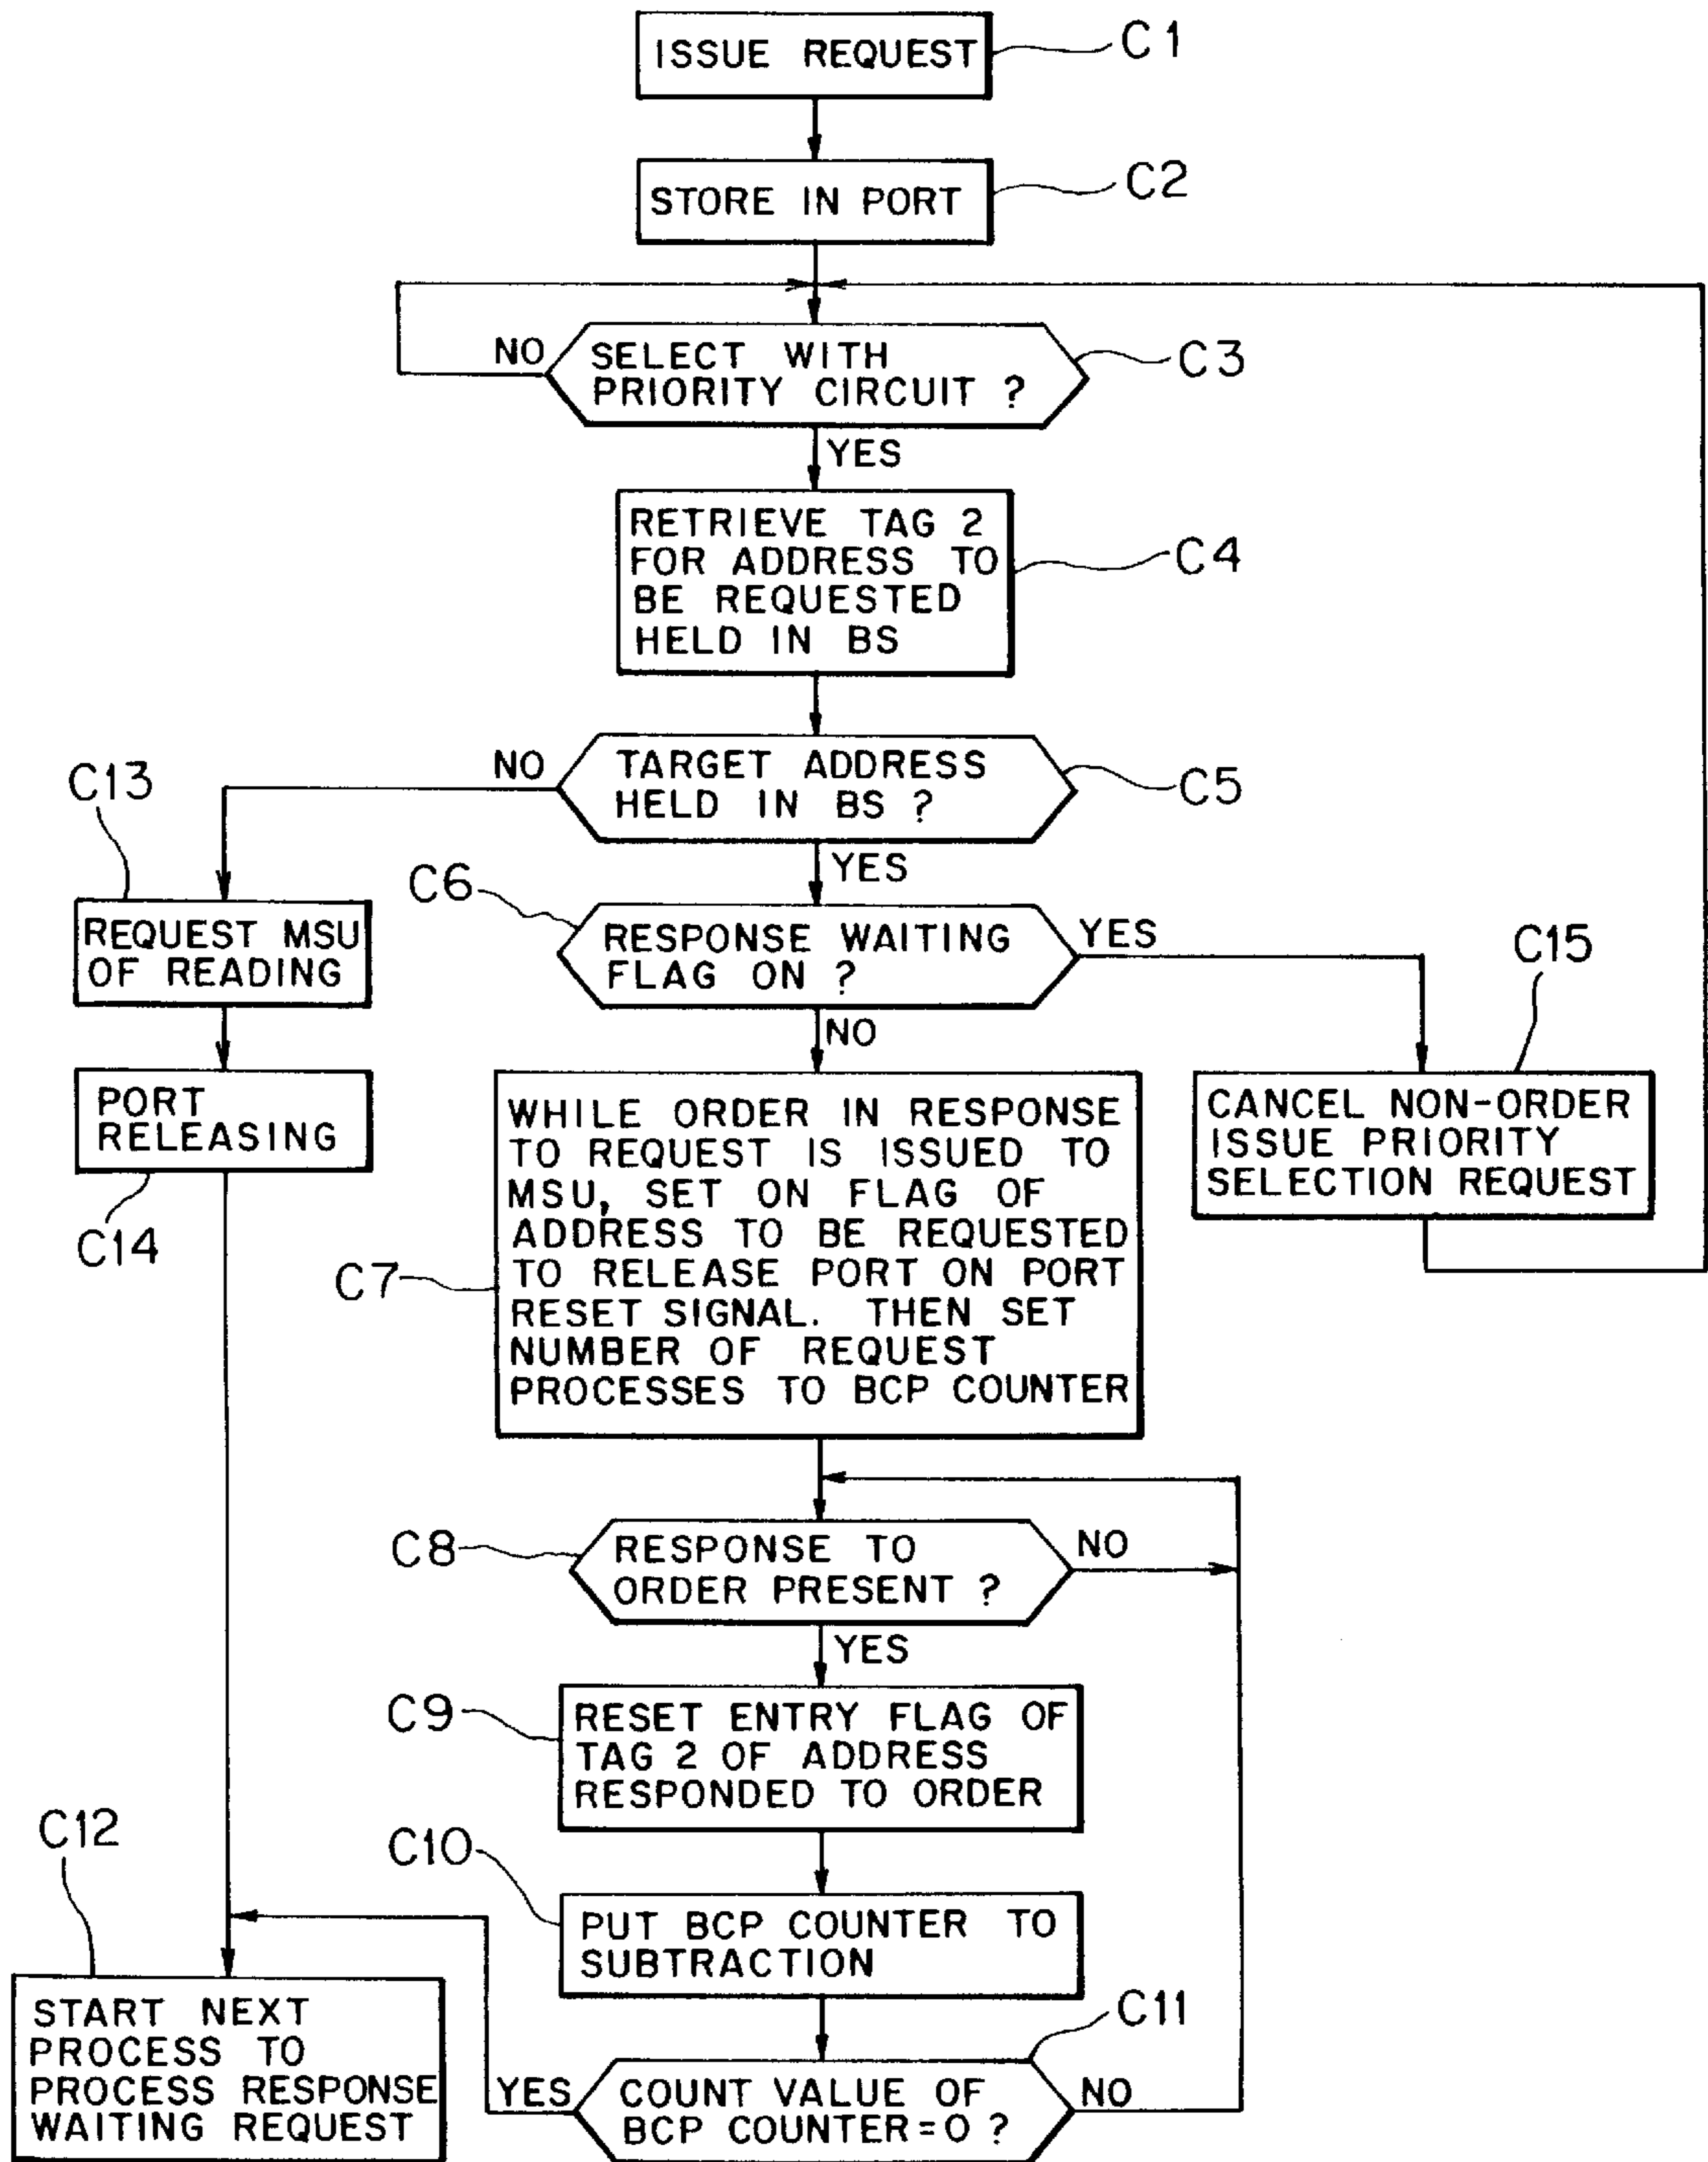 ISSUE REQUEST
C1
STORE IN PORT
C2
NO
SELECT WITH
PRIORITY CIRCUIT ?
C3
YES
RETRIEVE TAG 2
FOR ADDRESS TO
BE REQUESTED
HELD IN BS
C4
NO
TARGET ADDRESS
HELD IN BS ?
C5
YES
C13
REQUEST MSU
OF READING
C6
RESPONSE WAITING
FLAG ON ?
YES
NO
C15
CANCEL NON-ORDER
ISSUE PRIORITY
SELECTION REQUEST
PORT
RELEASING
C14
C7
WHILE ORDER IN RESPONSE
TO REQUEST IS ISSUED TO
MSU, SET ON FLAG OF
ADDRESS TO BE REQUESTED
TO RELEASE PORT ON PORT
RESET SIGNAL. THEN SET
NUMBER OF REQUEST
PROCESSES TO BCP COUNTER
C8
RESPONSE TO
ORDER PRESENT ?
NO
YES
C9
RESET ENTRY FLAG OF
TAG 2 OF ADDRESS
RESPONDED TO ORDER
C10
PUT BCP COUNTER TO
SUBTRACTION
C11
YES
COUNT VALUE OF
BCP COUNTER=0 ?
NO
C12
START NEXT
PROCESS TO
PROCESS RESPONSE
WAITING REQUEST